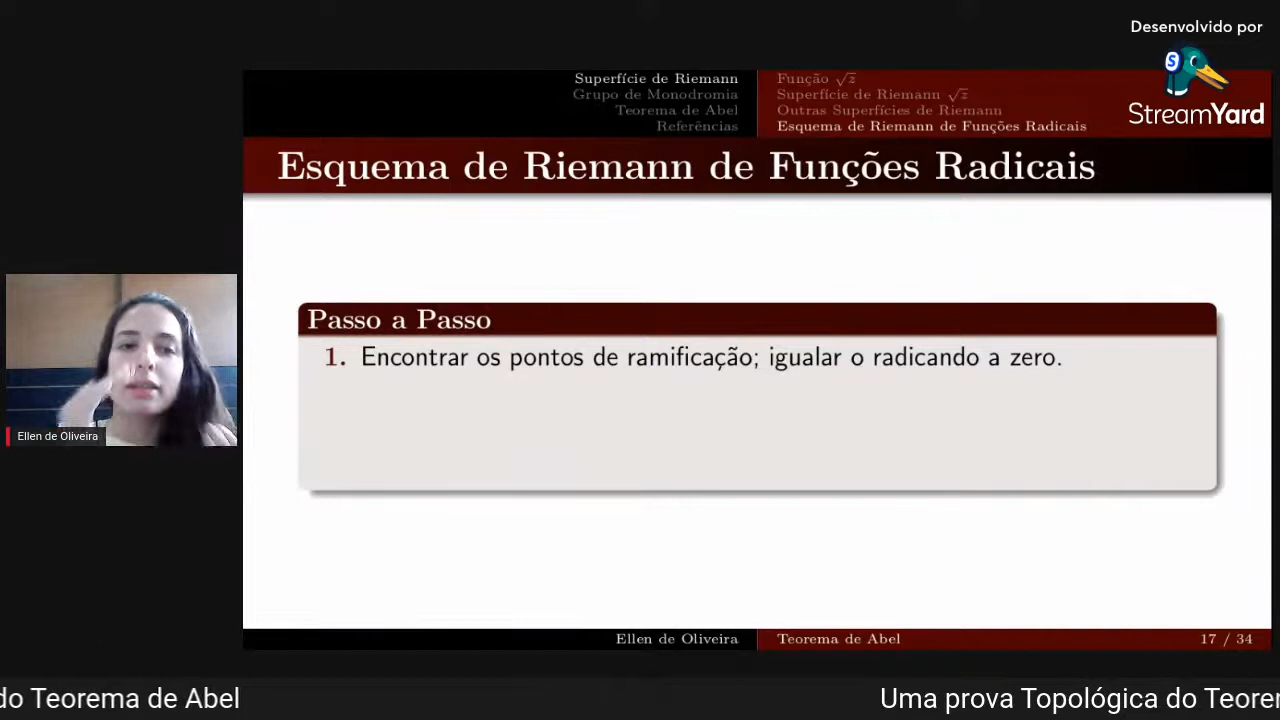 Desenvolvido por
StreamYard
Superfície de Riemann
Grupo de Monodromia
Teorema de Abel
Referências
Função √z
Superfície de Riemann √z
Outras Superfícies de Riemann
Esquema de Riemann de Funções Radicais
Esquema de Riemann de Funções Radicais
Passo a Passo
1. Encontrar os pontos de ramificação; igualar o radicando a zero.
Ellen de Oliveira
Ellen de Oliveira
Teorema de Abel
17 / 34
do Teorema de Abel
Uma prova Topológica do Teore